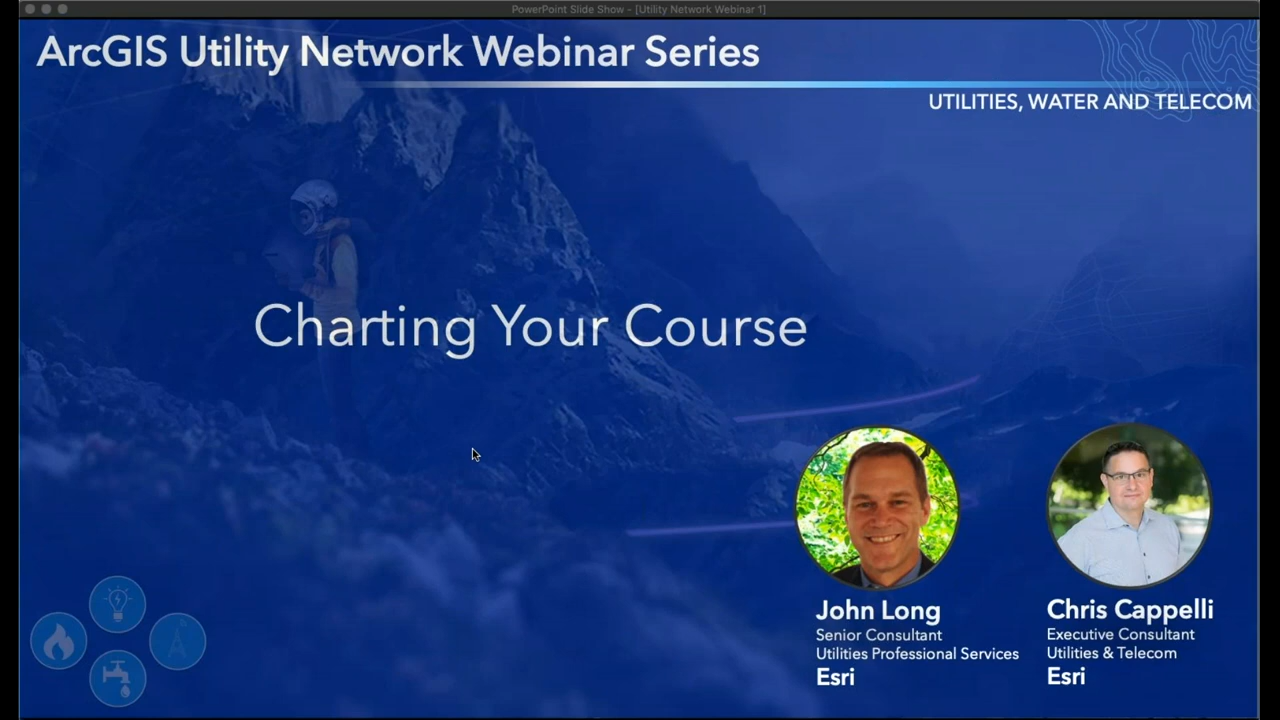 PowerPoint Slide Show - [Utility Network Webinar 1]
ArcGIS Utility Network Webinar Series
UTILITIES, WATER AND TELECOM
Charting Your Course
John Long
Senior Consultant
Utilities Professional Services
Esri
Chris Cappelli
Executive Consultant
Utilities & Telecom
Esri